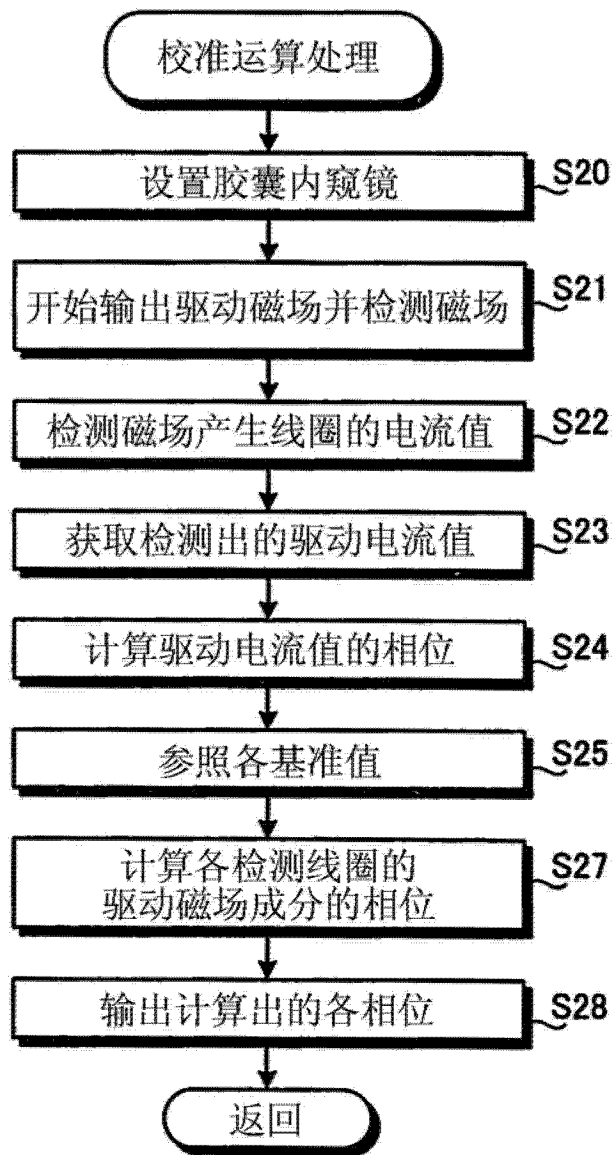 校准运算处理
设置胶囊内窥镜
S20
开始输出驱动磁场并检测磁场
S21
检测磁场产生线圈的电流值
S22
获取检测出的驱动电流值
S23
计算驱动电流值的相位
S24
参照各基准值
S25
计算各检测线圈的
驱动磁场成分的相位
S27
输出计算出的各相位
S28
返回